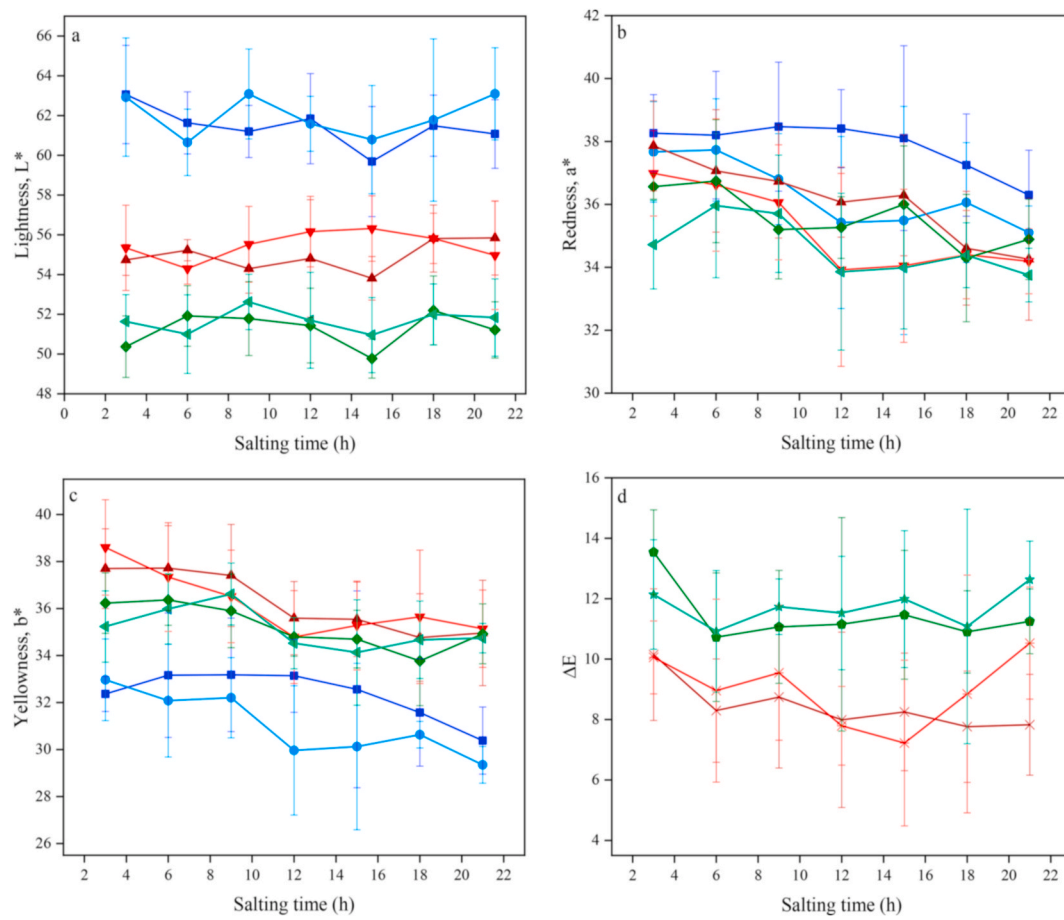 a
66
64
62
60
58
56
54
52
50
48
Lightness, L*
0 2 4 6 8 10 12 14 16 18 20 22
Salting time (h)
b
42
40
38
36
34
32
30
Redness, a*
2 4 6 8 10 12 14 16 18 20 22
Salting time (h)
c
40
38
36
34
32
30
28
26
Yellowness, b*
2 4 6 8 10 12 14 16 18 20 22
Salting time (h)
d
16
14
12
10
8
6
4
ΔE
2 4 6 8 10 12 14 16 18 20 22
Salting time (h)